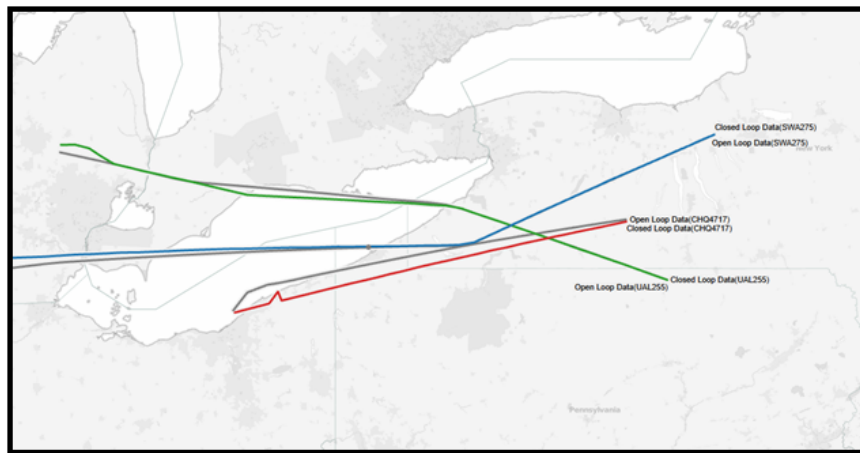 Closed Loop Data(SWA275)
Open Loop Data(SWA275)
New York
Open Loop Data(CHQ4717)
Closed Loop Data(CHQ4717)
Closed Loop Data(UAL255)
Open Loop Data(UAL255)
Pennsylvania